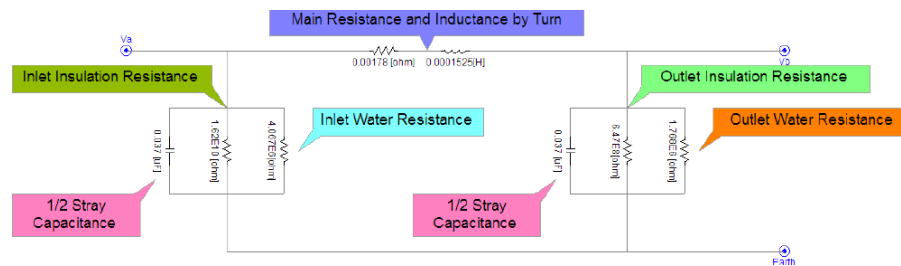 Main Resistance and Inductance by Turn
Va
Vb
0.00178 [ohm]
0.0001525[H]
Inlet Insulation Resistance
Outlet Insulation Resistance
Inlet Water Resistance
Outlet Water Resistance
0.037 [uF]
1.62E10 [ohm]
4.067E6[ohm]
0.037 [uF]
6.47E8[ohm]
1.768E6 [ohm]
1/2 Stray
Capacitance
1/2 Stray
Capacitance
Earth